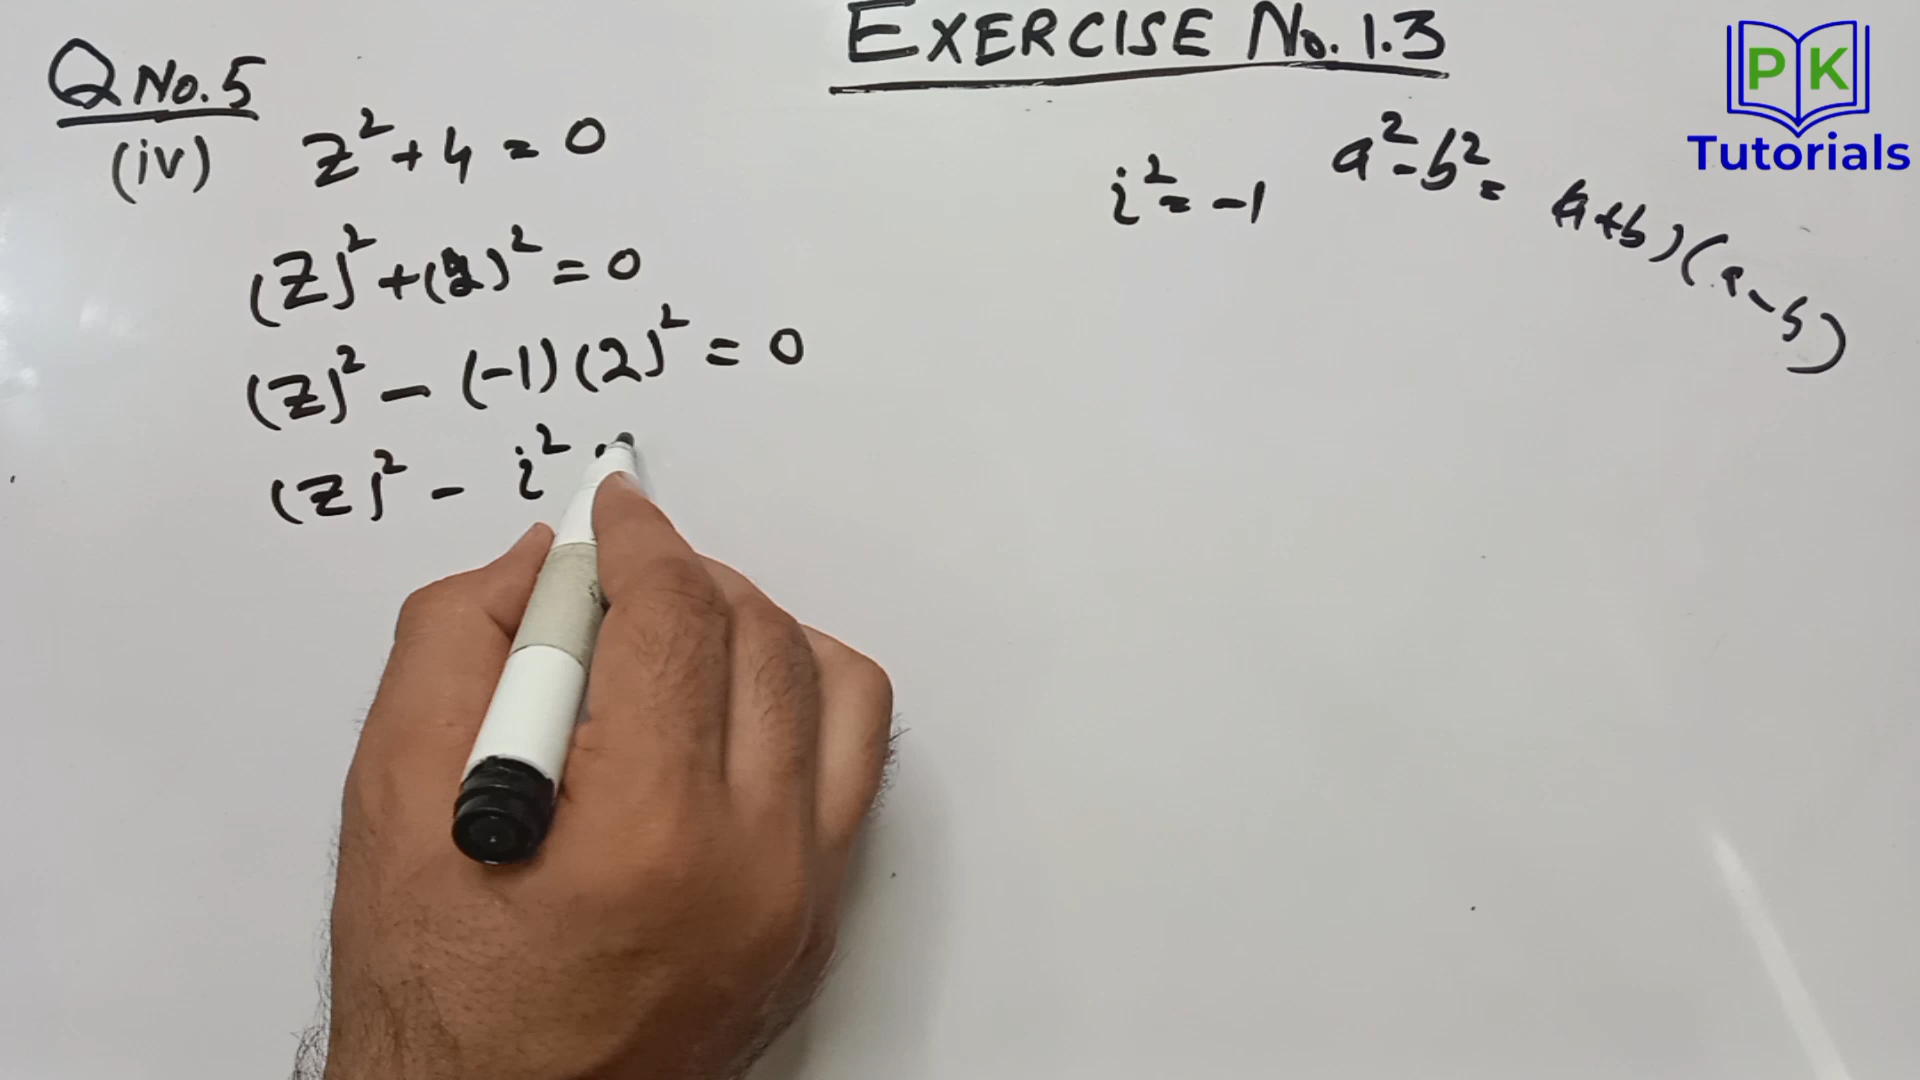 EXERCISE No. 1.3
PK
Tutorials
Q No. 5
(iv) z² + 4 = 0
(z)² + (2)² = 0
(z)² - (-1)(2)² = 0
(z)² - i²
i² = -1
a² - b² = a+b)(a-b)